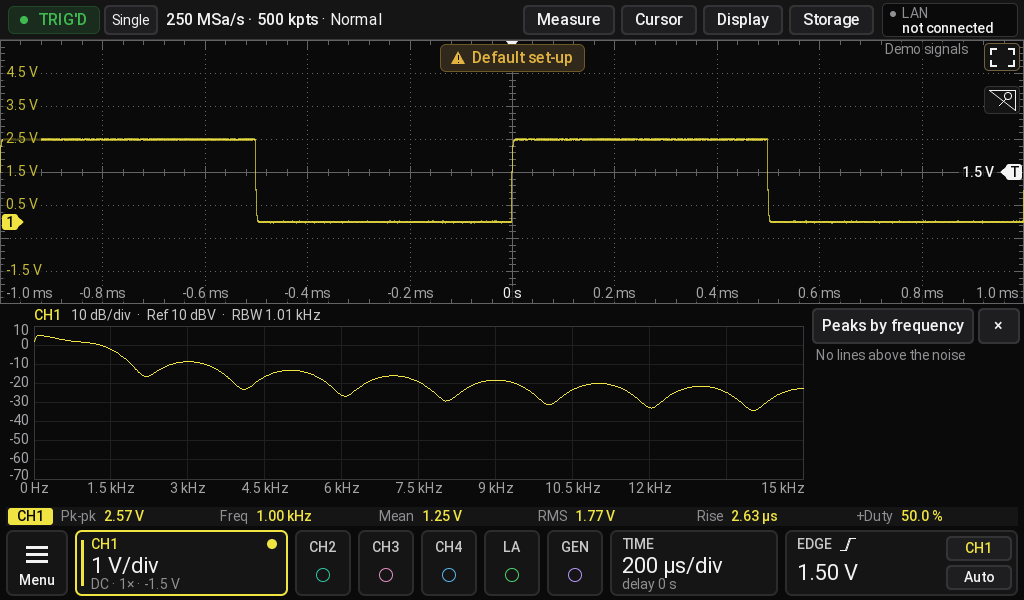 TRIG'D Single 250 MSa/s · 500 kpts · Normal Measure Cursor Display Storage LAN
not connected
Demo signals
Default set-up
4.5 V
3.5 V
2.5 V
1.5 V 1.5 V T
0.5 V
1
-1.5 V
-1.0 ms -0.8 ms -0.6 ms -0.4 ms -0.2 ms 0 s 0.2 ms 0.4 ms 0.6 ms 0.8 ms 1.0 ms
CH1 10 dB/div · Ref 10 dBV · RBW 1.01 kHz
Peaks by frequency ×
No lines above the noise
10
0
-10
-20
-30
-40
-50
-60
-70
0 Hz 1.5 kHz 3 kHz 4.5 kHz 6 kHz 7.5 kHz 9 kHz 10.5 kHz 12 kHz 15 kHz
CH1 Pk-pk 2.57 V Freq 1.00 kHz Mean 1.25 V RMS 1.77 V Rise 2.63 µs +Duty 50.0 %
Menu
CH1
1 V/div
DC · 1× · -1.5 V
CH2 CH3 CH4 LA GEN
TIME
200 µs/div
delay 0 s
EDGE CH1
1.50 V Auto